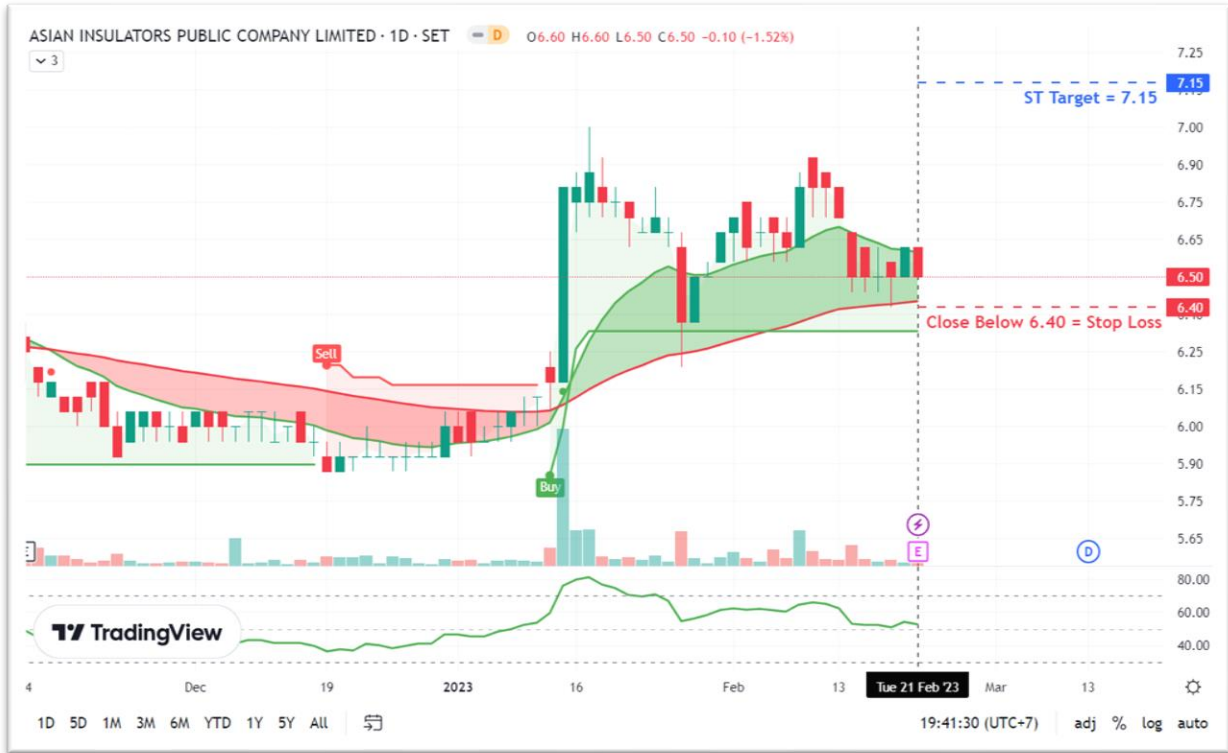 ASIAN INSULATORS PUBLIC COMPANY LIMITED · 1D · SET D O6.60 H6.60 L6.50 C6.50 −0.10 (−1.52%)
3
7.25
7.15
ST Target = 7.15
7.00
6.90
6.75
6.65
6.50
6.40
Close Below 6.40 = Stop Loss
Sell
6.25
6.15
6.00
5.90
Buy
5.75
E
5.65
D
80.00
60.00
40.00
TradingView
4 Dec 19 2023 16 Feb 13 Tue 21 Feb '23 Mar 13
1D 5D 1M 3M 6M YTD 1Y 5Y All 19:41:30 (UTC+7) adj % log auto